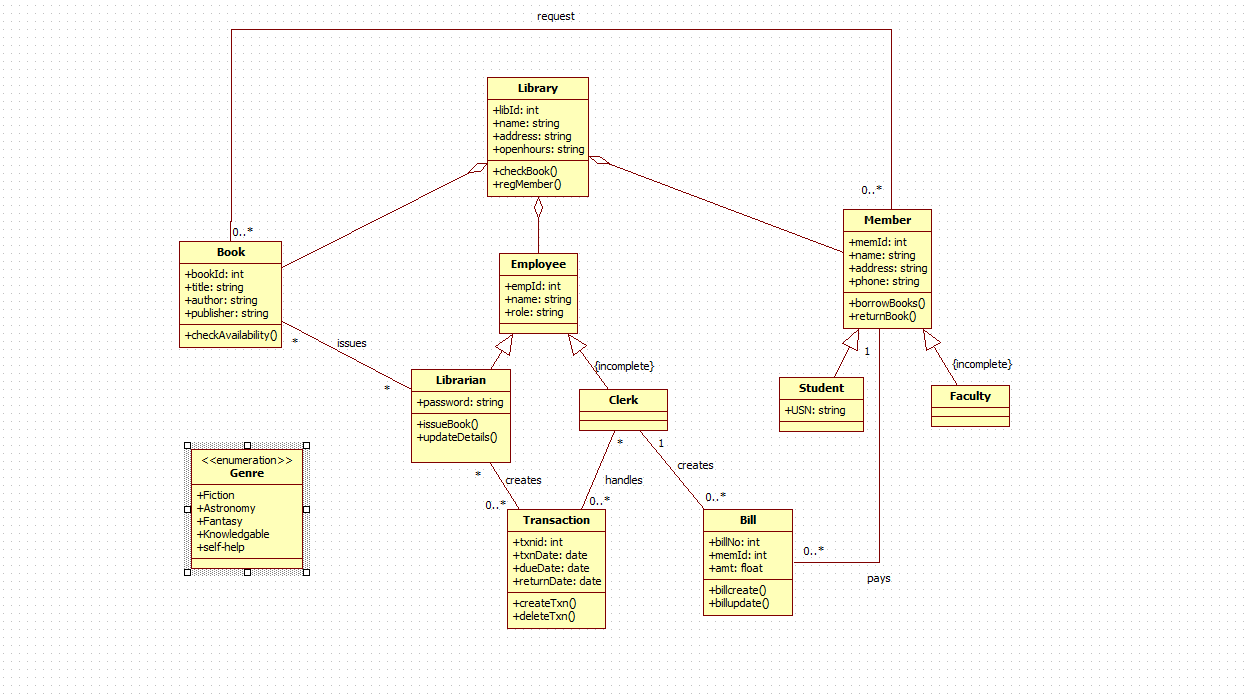 request
Library
+libId: int
+name: string
+address: string
+openhours: string
+checkBook()
+regMember()
0..*
Member
+memId: int
+name: string
+address: string
+phone: string
+borrowBooks()
+returnBook()
0..*
Book
+bookId: int
+title: string
+author: string
+publisher: string
+checkAvailability()
Employee
+empId: int
+name: string
+role: string
*
issues
*
{incomplete}
1
{incomplete}
Librarian
+password: string
+issueBook()
+updateDetails()
Clerk
Student
+USN: string
Faculty
<<enumeration>>
Genre
+Fiction
+Astronomy
+Fantasy
+Knowledgable
+self-help
*
creates
0..*
*
handles
0..*
1
creates
0..*
Transaction
+txnid: int
+txnDate: date
+dueDate: date
+returnDate: date
+createTxn()
+deleteTxn()
Bill
+billNo: int
+memId: int
+amt: float
+billcreate()
+billupdate()
0..*
pays